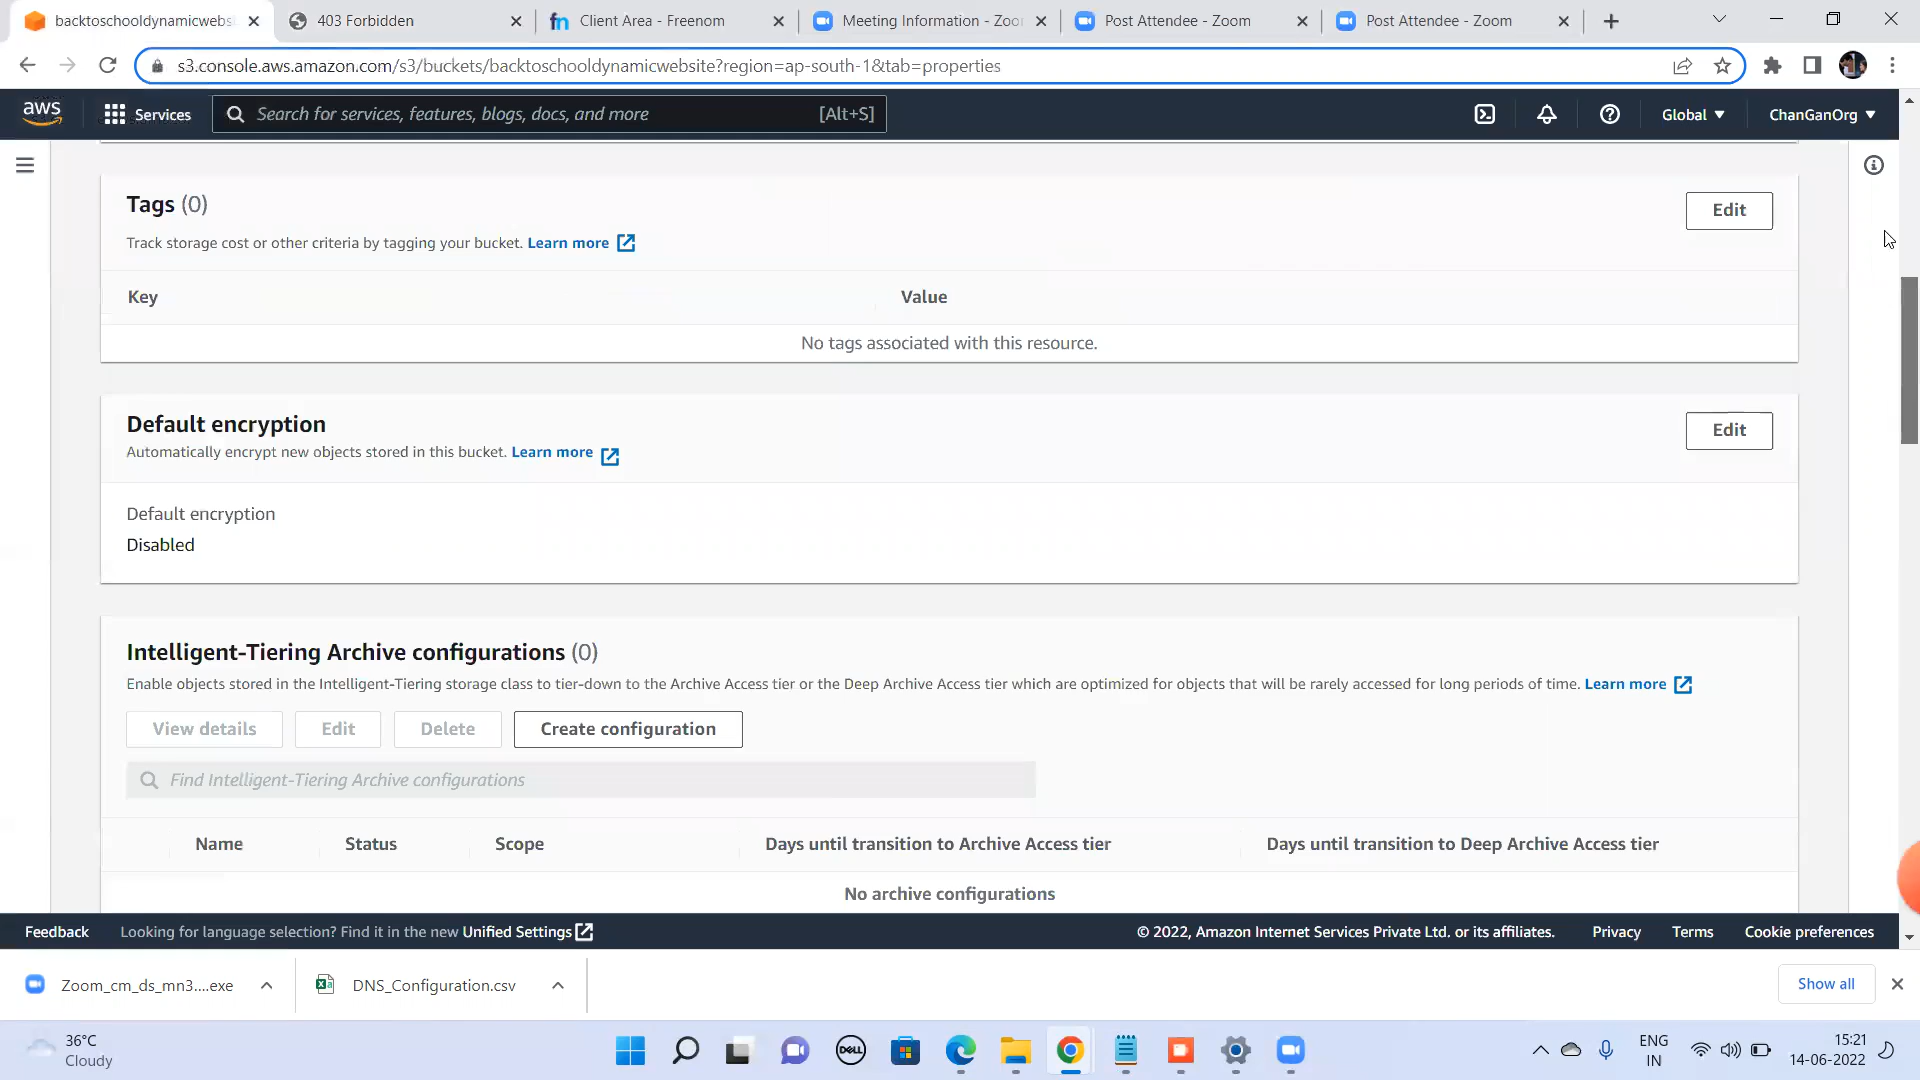 backtoschooldynamicwebs
403 Forbidden
Client Area - Freenom
Meeting Information - Zoo
Post Attendee - Zoom
Post Attendee - Zoom
s3.console.aws.amazon.com/s3/buckets/backtoschooldynamicwebsite?region=ap-south-1&tab=properties
aws
Services
Search for services, features, blogs, docs, and more
[Alt+S]
Global
ChanGanOrg
Tags (0)
Edit
Track storage cost or other criteria by tagging your bucket. Learn more
Key
Value
No tags associated with this resource.
Default encryption
Edit
Automatically encrypt new objects stored in this bucket. Learn more
Default encryption
Disabled
Intelligent-Tiering Archive configurations (0)
Enable objects stored in the Intelligent-Tiering storage class to tier-down to the Archive Access tier or the Deep Archive Access tier which are optimized for objects that will be rarely accessed for long periods of time. Learn more
View details
Edit
Delete
Create configuration
Find Intelligent-Tiering Archive configurations
Name
Status
Scope
Days until transition to Archive Access tier
Days until transition to Deep Archive Access tier
No archive configurations
Feedback
Looking for language selection? Find it in the new Unified Settings
© 2022, Amazon Internet Services Private Ltd. or its affiliates.
Privacy
Terms
Cookie preferences
Zoom_cm_ds_mn3....exe
DNS_Configuration.csv
Show all
36°C
Cloudy
DELL
ENG
IN
15:21
14-06-2022